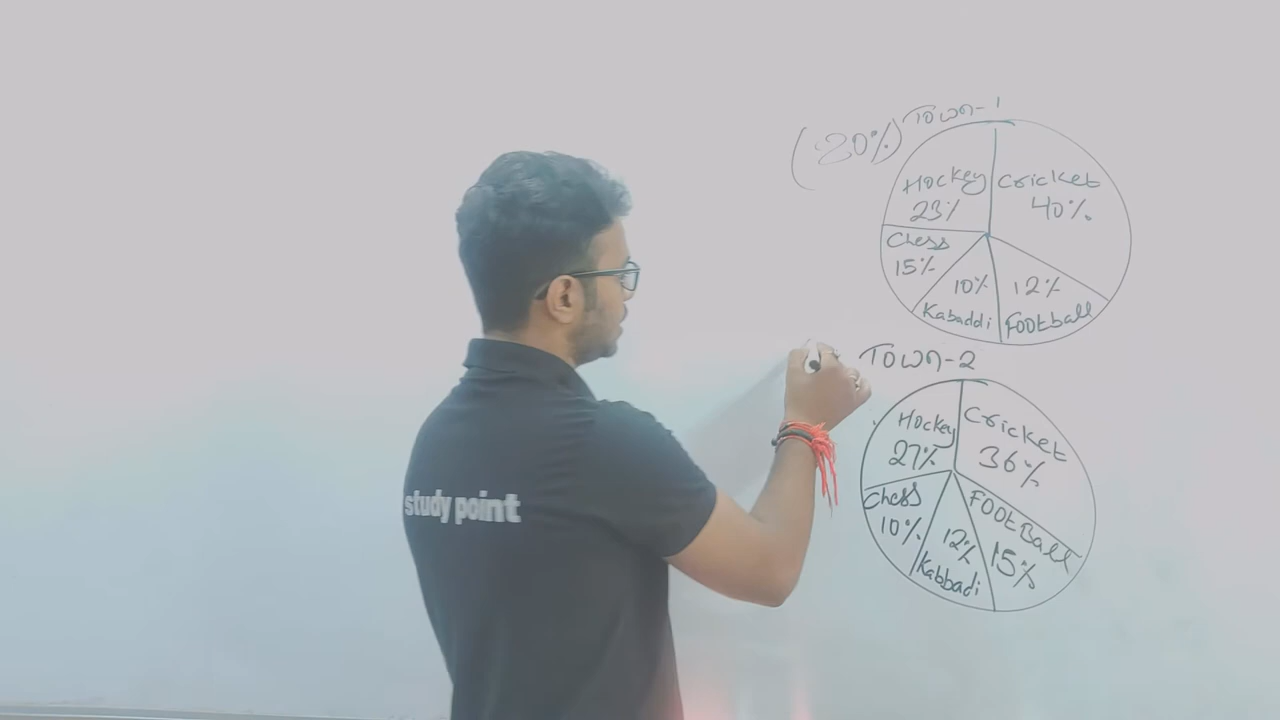 Town-1
(20%)
Hockey
23%
Cricket
40%
Chess
15%
10%
Kabaddi
12%
Football
Town-2
Hockey
27%
Cricket
36%
Chess
10%
12%
Kabbadi
FootBall
15%
study point